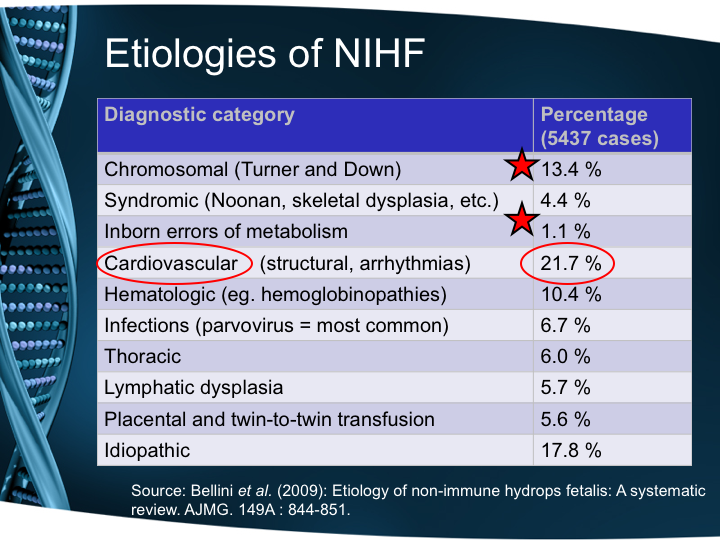 Etiologies of NIHF
Diagnostic category Percentage (5437 cases)
Chromosomal (Turner and Down) 13.4 %
Syndromic (Noonan, skeletal dysplasia, etc.) 4.4 %
Inborn errors of metabolism 1.1 %
Cardiovascular (structural, arrhythmias) 21.7 %
Hematologic (eg. hemoglobinopathies) 10.4 %
Infections (parvovirus = most common) 6.7 %
Thoracic 6.0 %
Lymphatic dysplasia 5.7 %
Placental and twin-to-twin transfusion 5.6 %
Idiopathic 17.8 %
Source: Bellini et al. (2009): Etiology of non-immune hydrops fetalis: A systematic
review. AJMG. 149A : 844-851.